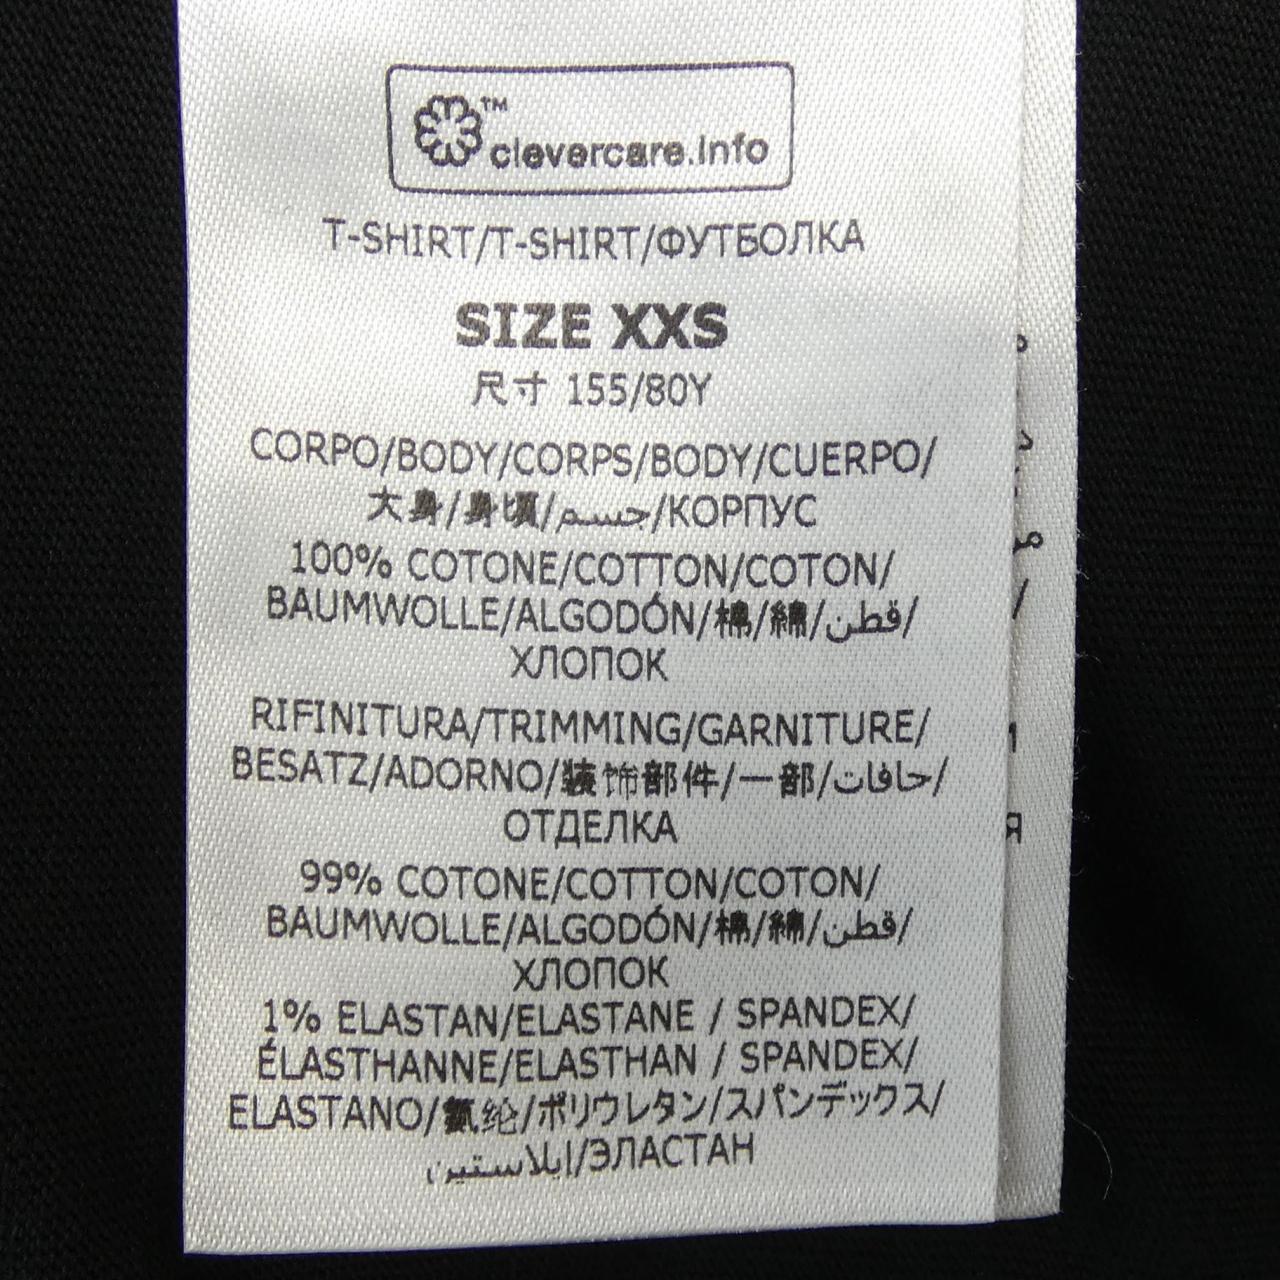 ™ clevercare.info
T-SHIRT/T-SHIRT/ФУТБОЛКА
SIZE XXS
尺寸 155/80Y
CORPO/BODY/CORPS/BODY/CUERPO/
大身/身頃/جسم/КОРПУС
100% COTONE/COTTON/COTON/
BAUMWOLLE/ALGODÓN/棉/綿/قطن/
ХЛОПОК
RIFINITURA/TRIMMING/GARNITURE/
BESATZ/ADORNO/装饰部件/一部/حافات/
ОТДЕЛКА
99% COTONE/COTTON/COTON/
BAUMWOLLE/ALGODÓN/棉/綿/قطن/
ХЛОПОК
1% ELASTAN/ELASTANE / SPANDEX/
ÉLASTHANNE/ELASTHAN / SPANDEX/
ELASTANO/氨纶/ポリウレタン/スパンデックス/
إيلاستين/ЭЛАСТАН